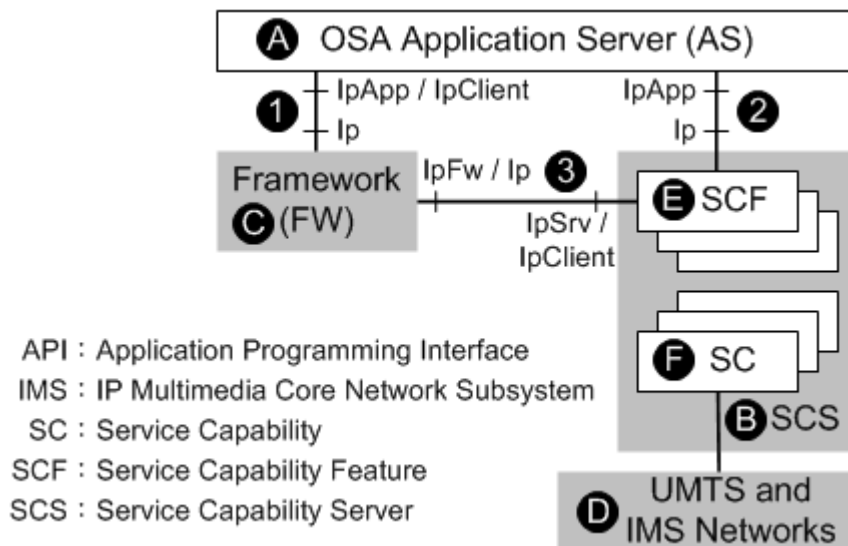 A OSA Application Server (AS)
1 IpApp / IpClient
Ip
IpApp 2
Ip
Framework
C (FW)
IpFw / Ip 3
IpSrv /
IpClient
E SCF
F SC
B SCS
D UMTS and
IMS Networks
API : Application Programming Interface
IMS : IP Multimedia Core Network Subsystem
SC : Service Capability
SCF : Service Capability Feature
SCS : Service Capability Server